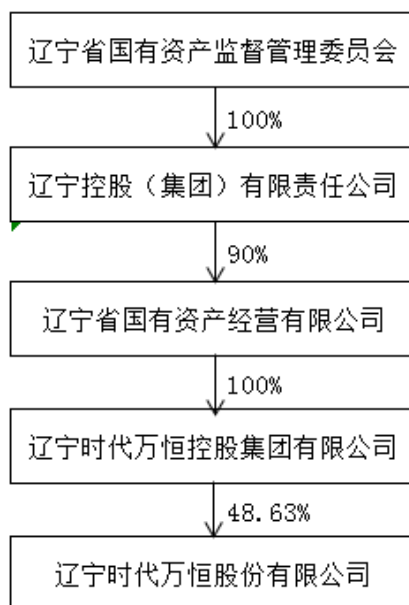 辽宁省国有资产监督管理委员会
100%
辽宁控股（集团）有限责任公司
90%
辽宁省国有资产经营有限公司
100%
辽宁时代万恒控股集团有限公司
48.63%
辽宁时代万恒股份有限公司